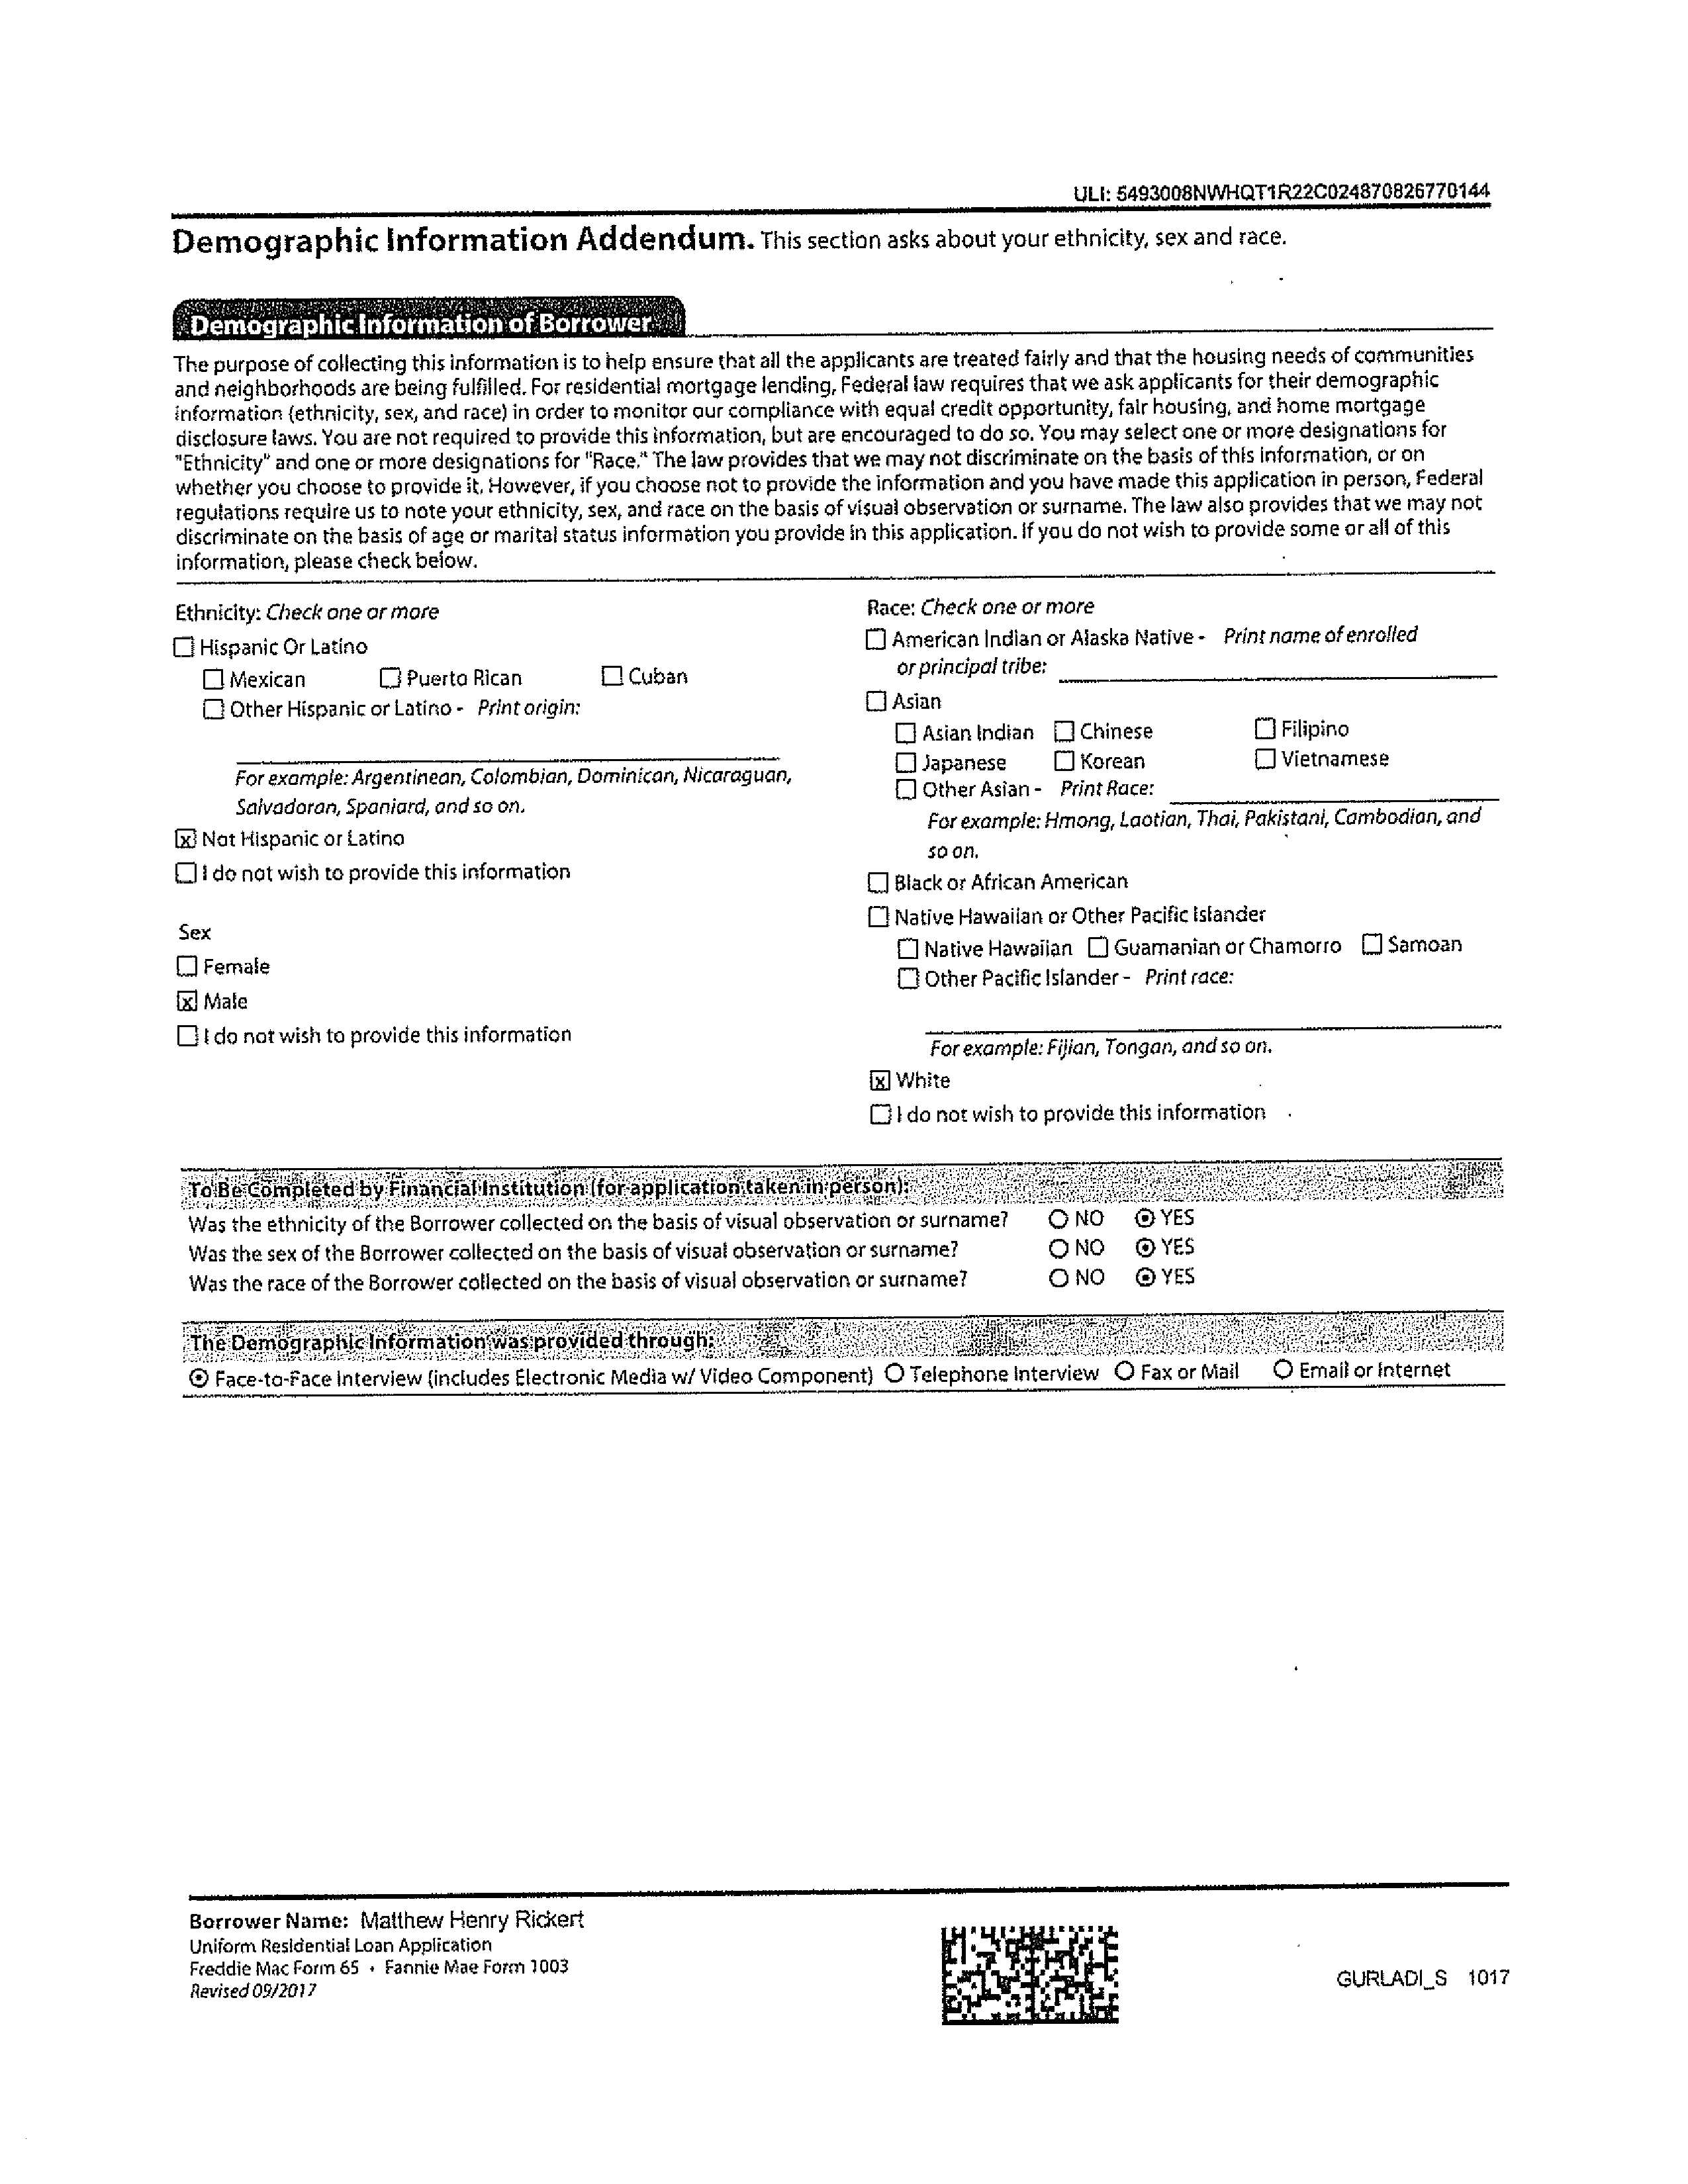 ULI: 5493008NWHQT1R22C024870826770144
Demographic Information Addendum. This section asks about your ethnicity, sex and race.
Demographic Information of Borrower
The purpose of collecting this information is to help ensure that all the applicants are treated fairly and that the housing needs of communities
and neighborhoods are being fulfilled. For residential mortgage lending, Federal law requires that we ask applicants for their demographic
information (ethnicity, sex, and race) in order to monitor our compliance with equal credit opportunity, fair housing, and home mortgage
disclosure laws. You are not required to provide this information, but are encouraged to do so. You may select one or more designations for
"Ethnicity" and one or more designations for "Race." The law provides that we may not discriminate on the basis of this information, or on
whether you choose to provide it. However, if you choose not to provide the information and you have made this application in person, Federal
regulations require us to note your ethnicity, sex, and race on the basis of visual observation or surname. The law also provides that we may not
discriminate on the basis of age or marital status information you provide in this application. If you do not wish to provide some or all of this
information, please check below.
Ethnicity: Check one or more
☐ Hispanic Or Latino
☐ Mexican ☐ Puerto Rican ☐ Cuban
☐ Other Hispanic or Latino - Print origin:
For example: Argentinean, Colombian, Dominican, Nicaraguan,
Salvadoran, Spaniard, and so on.
☒ Not Hispanic or Latino
☐ I do not wish to provide this information
Sex
☐ Female
☒ Male
☐ I do not wish to provide this information
Race: Check one or more
☐ American Indian or Alaska Native - Print name of enrolled
or principal tribe:
☐ Asian
☐ Asian Indian ☐ Chinese ☐ Filipino
☐ Japanese ☐ Korean ☐ Vietnamese
☐ Other Asian - Print Race:
For example: Hmong, Laotian, Thai, Pakistani, Cambodian, and
so on.
☐ Black or African American
☐ Native Hawaiian or Other Pacific Islander
☐ Native Hawaiian ☐ Guamanian or Chamorro ☐ Samoan
☐ Other Pacific Islander - Print race:
For example: Fijian, Tongan, and so on.
☒ White
☐ I do not wish to provide this information
To Be Completed by Financial Institution (for application taken in person):
Was the ethnicity of the Borrower collected on the basis of visual observation or surname? ○ NO ⦿ YES
Was the sex of the Borrower collected on the basis of visual observation or surname? ○ NO ⦿ YES
Was the race of the Borrower collected on the basis of visual observation or surname? ○ NO ⦿ YES
The Demographic Information was provided through:
⦿ Face-to-Face Interview (includes Electronic Media w/ Video Component) ○ Telephone Interview ○ Fax or Mail ○ Email or Internet
Borrower Name: Matthew Henry Rickert
Uniform Residential Loan Application
Freddie Mac Form 65 • Fannie Mae Form 1003
Revised 09/2017
GURLADI_S 1017